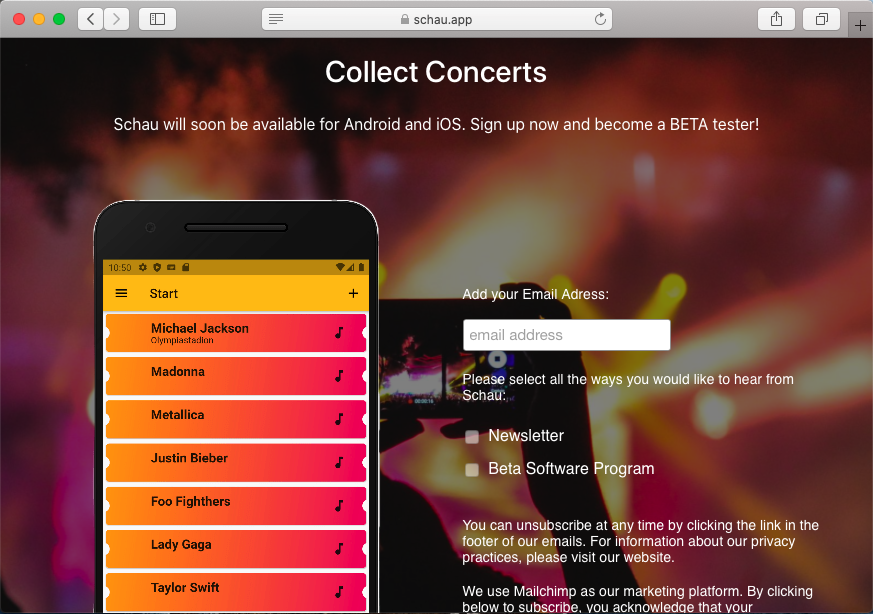 schau.app
Collect Concerts
Schau will soon be available for Android and iOS. Sign up now and become a BETA tester!
10:50
Start
Michael Jackson
Olympiastadion
Madonna
Metallica
Justin Bieber
Foo Fighthers
Lady Gaga
Taylor Swift
Add your Email Adress:
email address
Please select all the ways you would like to hear from
Schau:
Newsletter
Beta Software Program
You can unsubscribe at any time by clicking the link in the
footer of our emails. For information about our privacy
practices, please visit our website.
We use Mailchimp as our marketing platform. By clicking
below to subscribe, you acknowledge that your